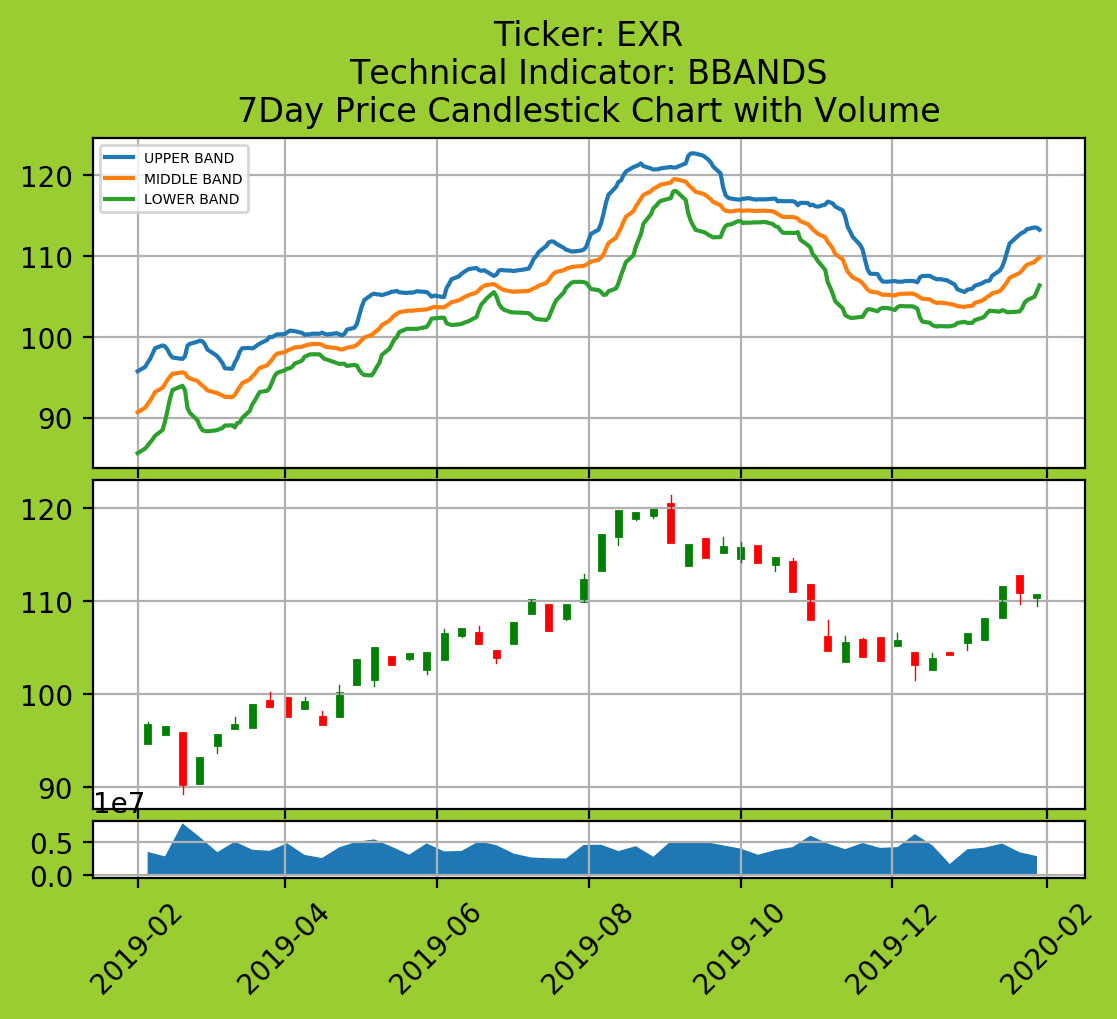 Ticker: EXR
Technical Indicator: BBANDS
7Day Price Candlestick Chart with Volume
UPPER BAND
MIDDLE BAND
LOWER BAND
120
110
100
90
120
110
100
90
1e7
0.5
0.0
2019-02
2019-04
2019-06
2019-08
2019-10
2019-12
2020-02